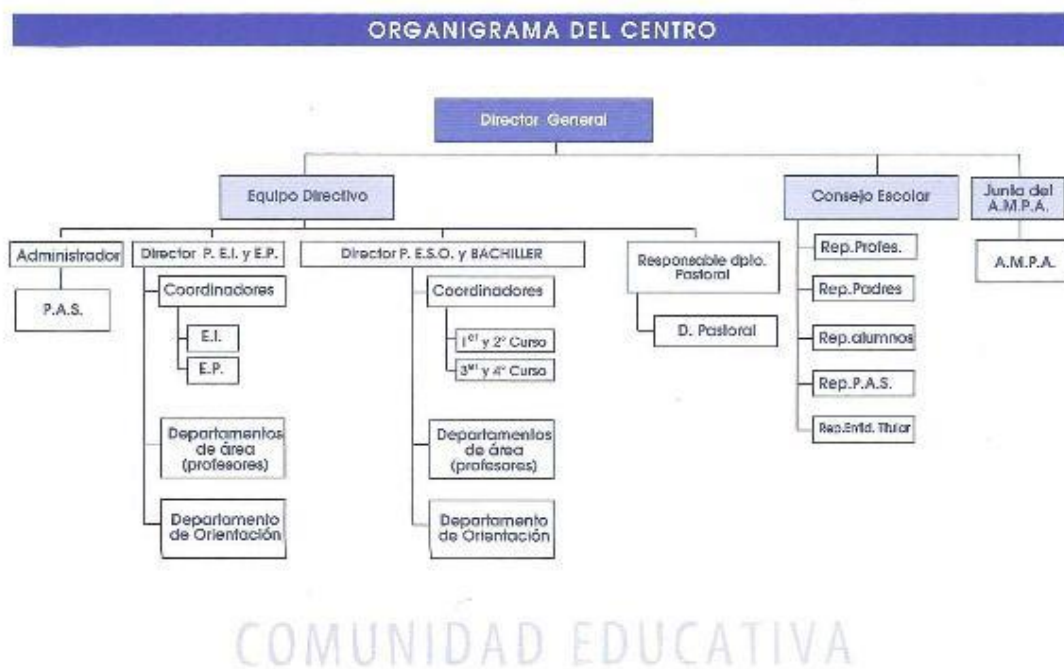 ORGANIGRAMA DEL CENTRO
Director General
Equipo Directivo
Consejo Escolar
Junta del
A.M.P.A.
Administrador
Director P. E.I. y E.P.
Director P. E.S.O. y BACHILLER
Responsable dpto.
Pastoral
Rep.Profes.
A.M.P.A.
P.A.S.
Coordinadores
Coordinadores
D. Pastoral
Rep.Padres
E.I.
E.P.
1er y 2º Curso
3er y 4º Curso
Rep.alumnos
Rep.P.A.S.
Rep.Entid. Titular
Departamentos
de área
(profesores)
Departamentos
de área
(profesores)
Departamento
de Orientación
Departamento
de Orientación
COMUNIDAD EDUCATIVA